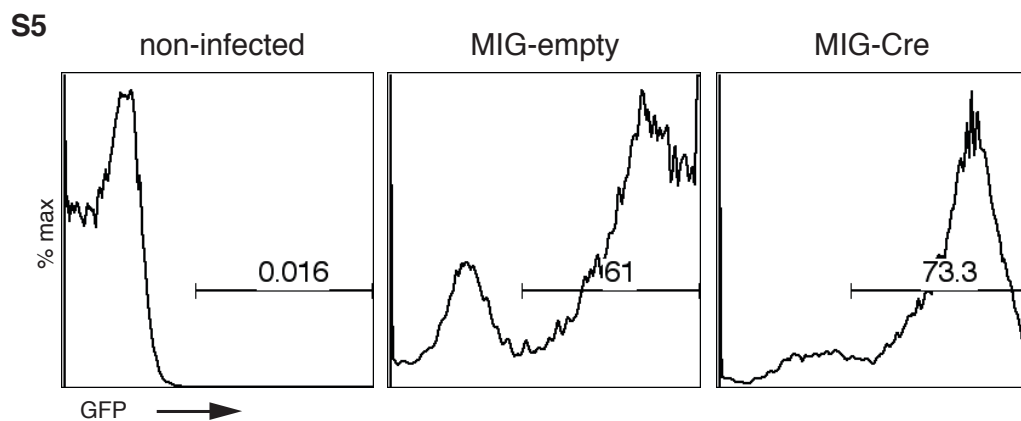 S5
non-infected
MIG-empty
MIG-Cre
% max
0.016
61
73.3
GFP